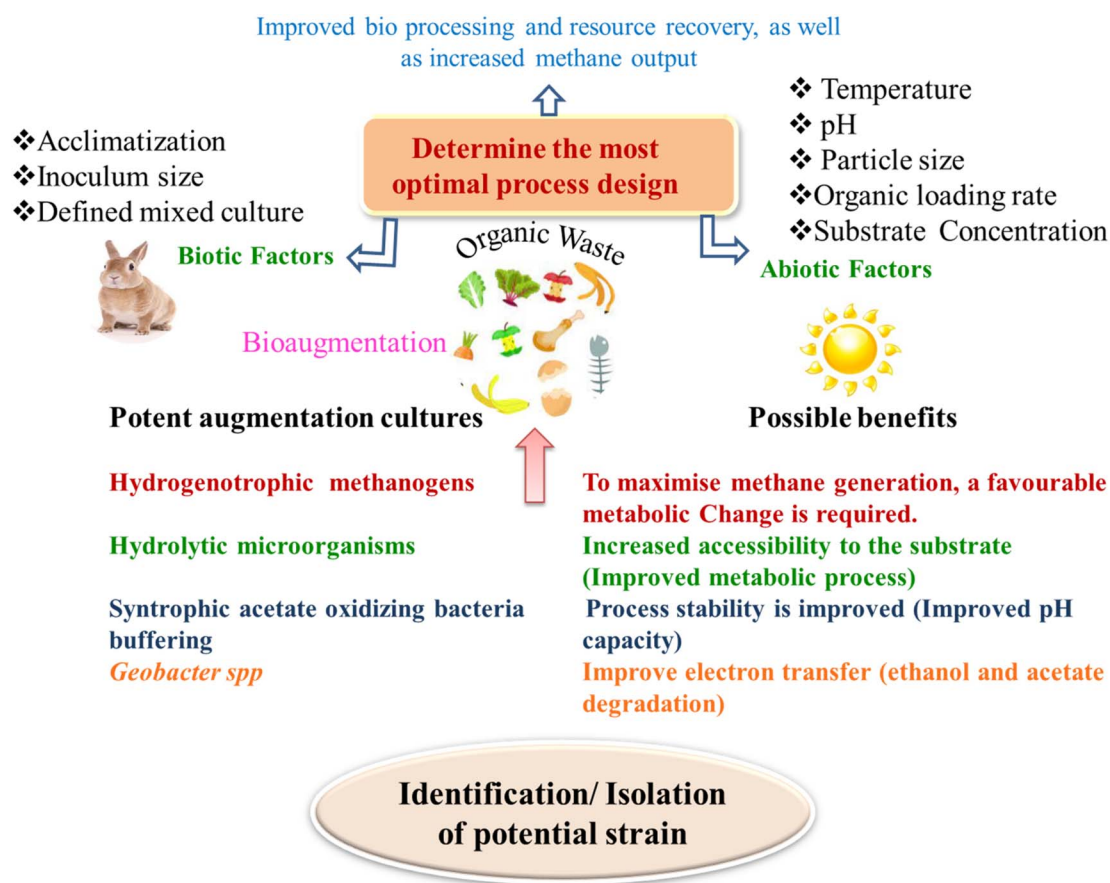 Improved bio processing and resource recovery, as well
as increased methane output
❖Acclimatization
❖Inoculum size
❖Defined mixed culture
Determine the most
optimal process design
❖ Temperature
❖ pH
❖ Particle size
❖Organic loading rate
❖Substrate Concentration
Biotic Factors
Organic Waste
Abiotic Factors
Bioaugmentation
Potent augmentation cultures
Possible benefits
Hydrogenotrophic methanogens
To maximise methane generation, a favourable
metabolic Change is required.
Hydrolytic microorganisms
Increased accessibility to the substrate
(Improved metabolic process)
Syntrophic acetate oxidizing bacteria
buffering
Process stability is improved (Improved pH
capacity)
Geobacter spp
Improve electron transfer (ethanol and acetate
degradation)
Identification/ Isolation
of potential strain